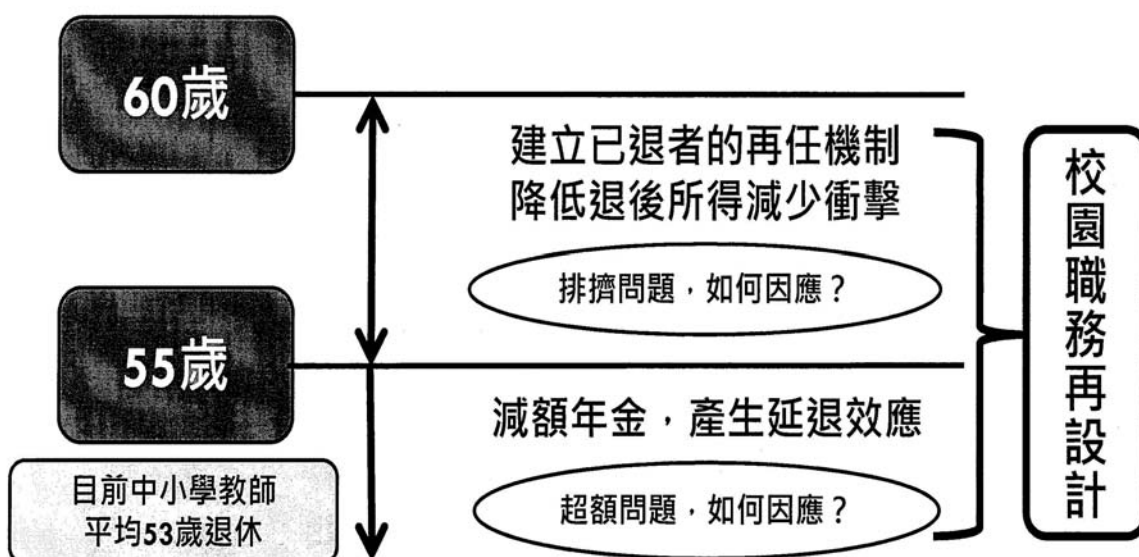 60歲
建立已退者的再任機制
降低退後所得減少衝擊
排擠問題，如何因應？
55歲
減額年金，產生延退效應
超額問題，如何因應？
目前中小學教師
平均53歲退休
校園職務再設計